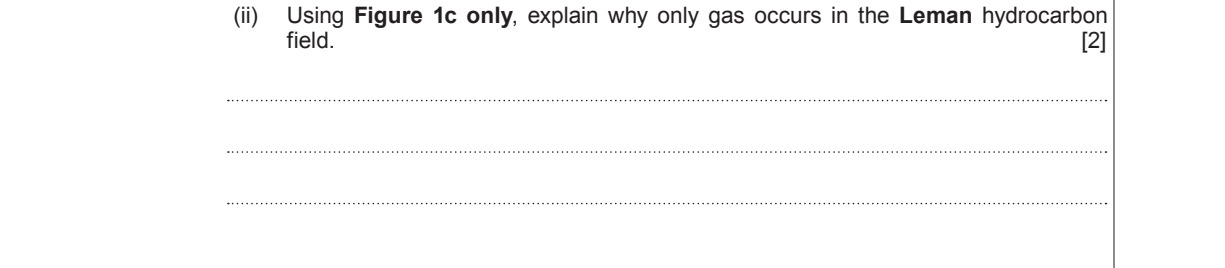 (ii) Using Figure 1c only, explain why only gas occurs in the Leman hydrocarbon
field. [2]